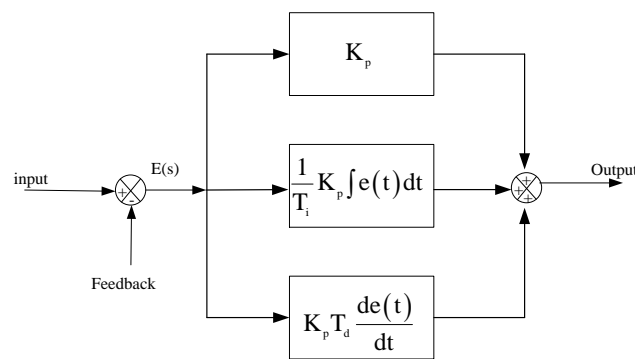 K_p
E(s)
input
+
-
1/T_i K_p ∫e(t)dt
+
+
+
Output
Feedback
K_p T_d de(t)/dt